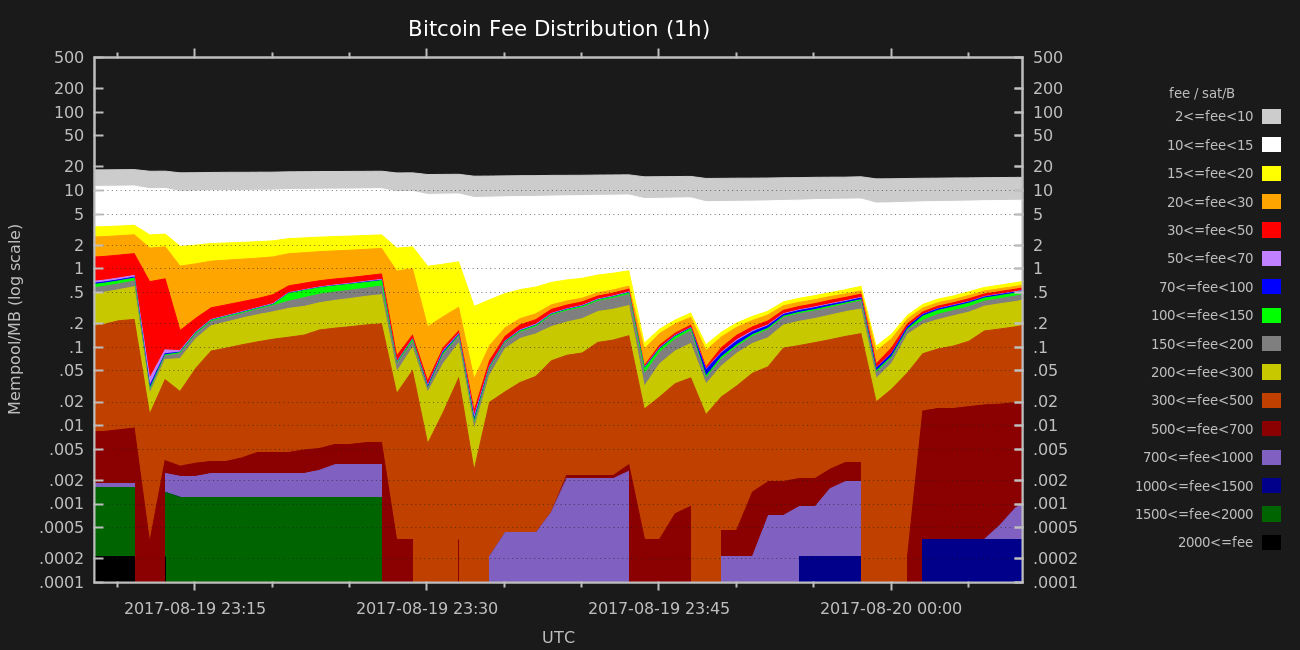 Bitcoin Fee Distribution (1h)
500
200
100
50
20
10
5
2
1
.5
.2
.1
.05
.02
.01
.005
.002
.001
.0005
.0002
.0001
Mempool/MB (log scale)
500
200
100
50
20
10
5
2
1
.5
.2
.1
.05
.02
.01
.005
.002
.001
.0005
.0002
.0001
2017-08-19 23:15
2017-08-19 23:30
2017-08-19 23:45
2017-08-20 00:00
UTC
fee / sat/B
2<=fee<10
10<=fee<15
15<=fee<20
20<=fee<30
30<=fee<50
50<=fee<70
70<=fee<100
100<=fee<150
150<=fee<200
200<=fee<300
300<=fee<500
500<=fee<700
700<=fee<1000
1000<=fee<1500
1500<=fee<2000
2000<=fee